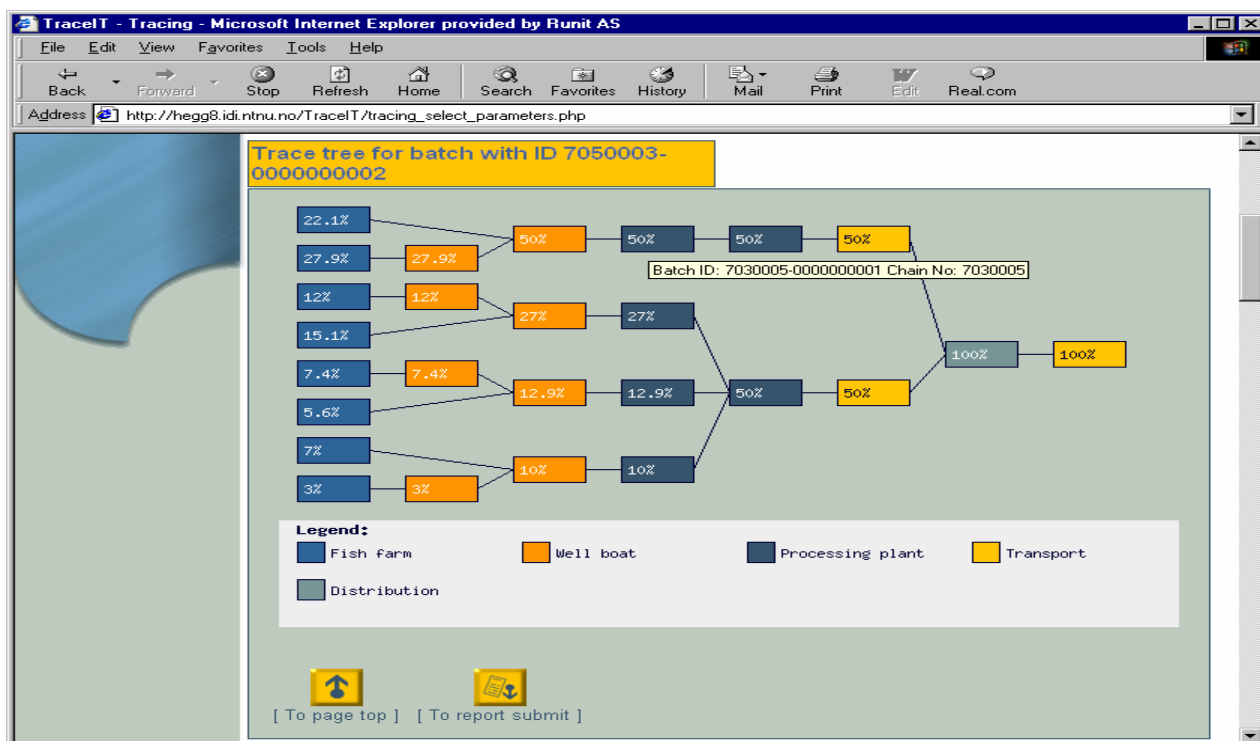 TraceIT - Tracing - Microsoft Internet Explorer provided by Runit AS
File Edit View Favorites Tools Help
Back Forward Stop Refresh Home Search Favorites History Mail Print Edit Real.com
Address http://hegg8.idi.ntnu.no/TraceIT/tracing_select_parameters.php
Trace tree for batch with ID 7050003-
0000000002
22.1%
50% 50% 50% 50%
27.9% 27.9%
Batch ID: 7030005-0000000001 Chain No: 7030005
12% 12%
27% 27%
15.1%
100% 100%
7.4% 7.4%
12.9% 12.9% 50% 50%
5.6%
7%
10% 10%
3% 3%
Legend:
Fish farm Well boat Processing plant Transport
Distribution
[ To page top ] [ To report submit ]